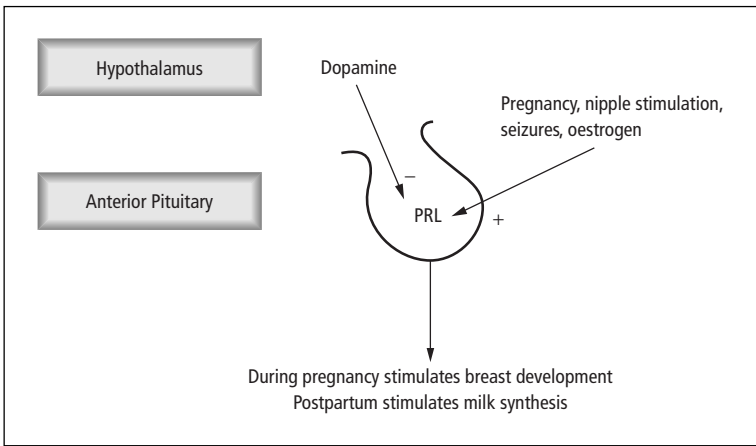 Hypothalamus
Dopamine
Pregnancy, nipple stimulation,
seizures, oestrogen
Anterior Pituitary
–
PRL
+
During pregnancy stimulates breast development
Postpartum stimulates milk synthesis